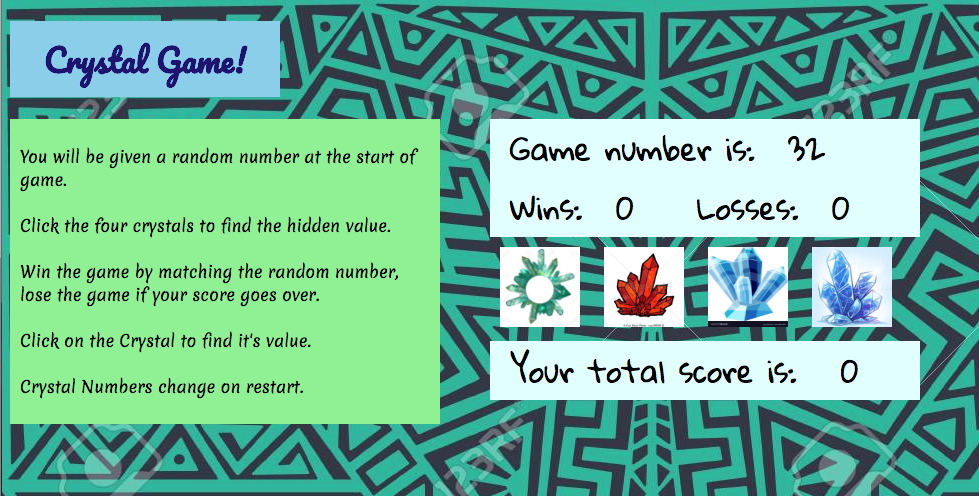 Crystal Game!
You will be given a random number at the start of
game.
Click the four crystals to find the hidden value.
Win the game by matching the random number,
lose the game if your score goes over.
Click on the Crystal to find it's value.
Crystal Numbers change on restart.
Game number is: 32
Wins: 0 Losses: 0
Your total score is: 0
123RF
123RF